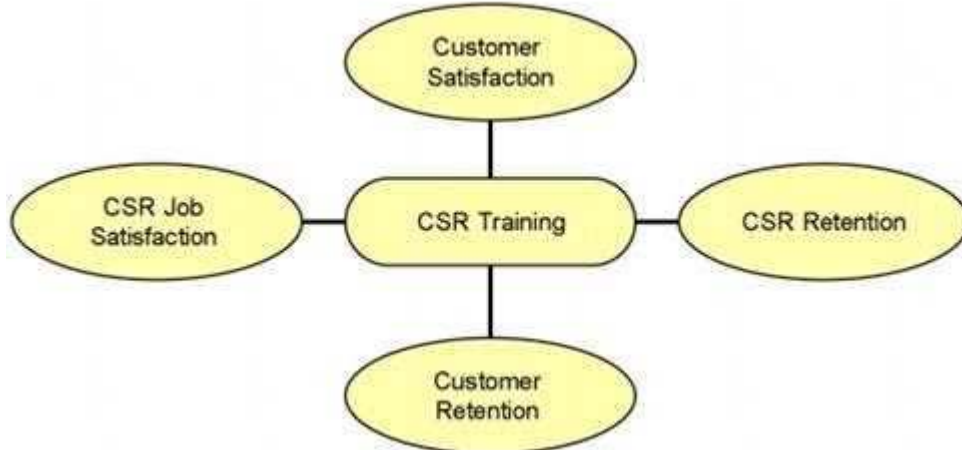 Customer
Satisfaction
CSR Job
Satisfaction
CSR Training
CSR Retention
Customer
Retention